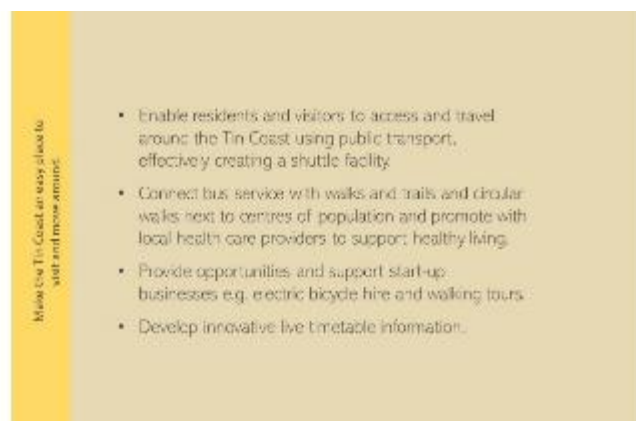 Make the Tin Coast an easy place to
visit and move around.
• Enable residents and visitors to access and travel
around the Tin Coast using public transport,
effectively creating a shuttle facility.
• Connect bus service with walks and trails and circular
walks next to centres of population and promote with
local health care providers to support healthy living.
• Provide opportunities and support start-up
businesses e.g. electric bicycle hire and walking tours.
• Develop innovative live timetable information.